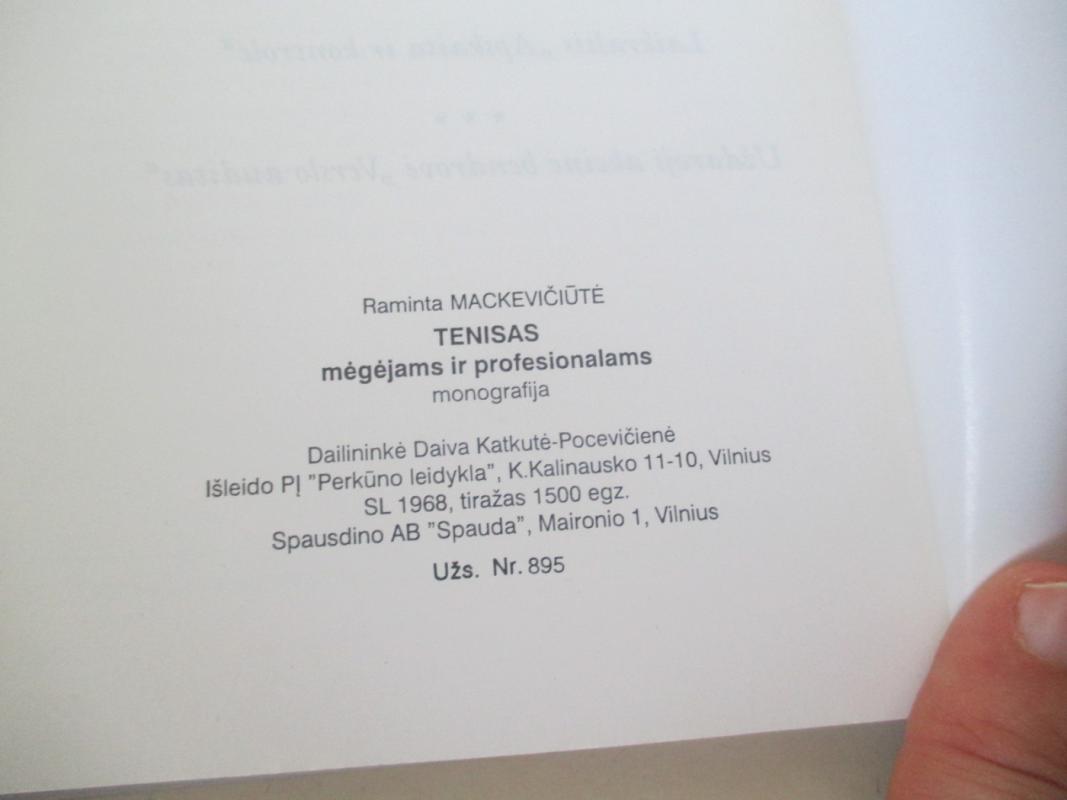 Raminta MACKEVIČIŪTĖ
TENISAS
mėgėjams ir profesionalams
monografija
Dailininkė Daiva Katkutė-Pocevičienė
Išleido PĮ "Perkūno leidykla", K.Kalinausko 11-10, Vilnius
SL 1968, tiražas 1500 egz.
Spausdino AB "Spauda", Maironio 1, Vilnius
Užs. Nr. 895